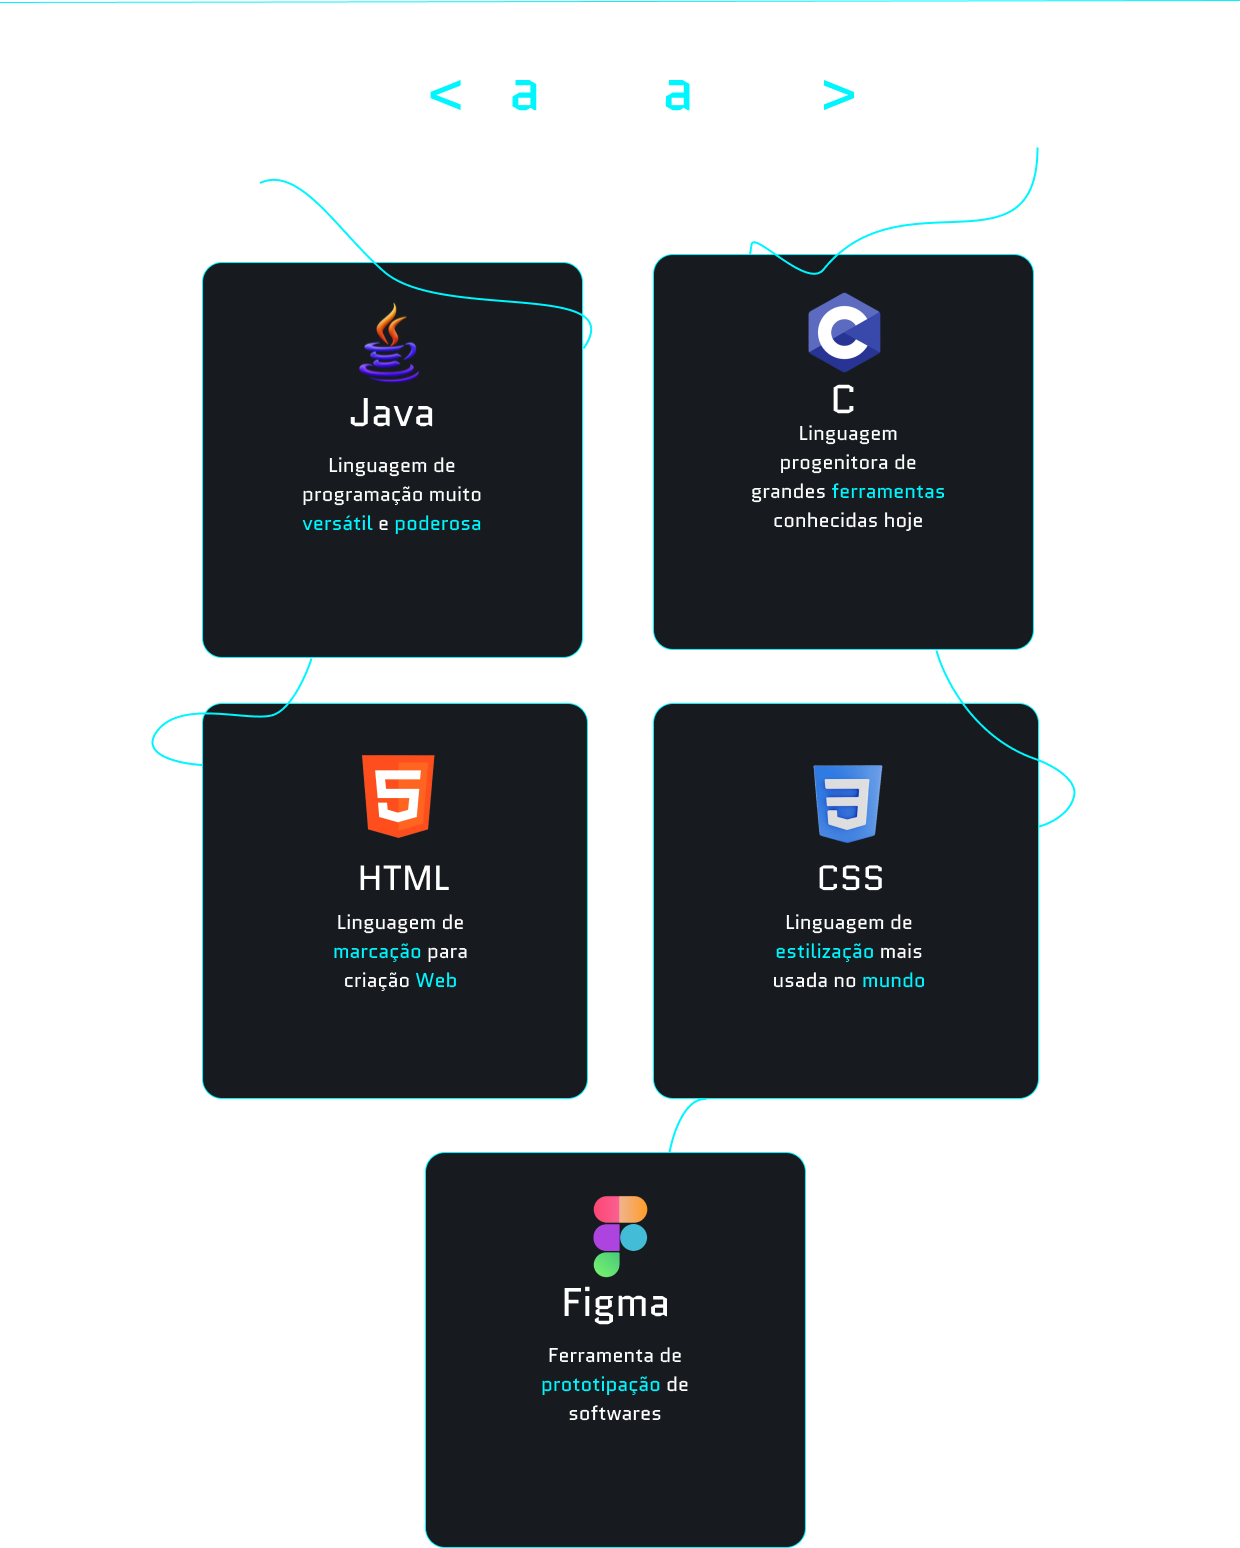 < a a >
Java
Linguagem de
programação muito
versátil e poderosa
C
Linguagem
progenitora de
grandes ferramentas
conhecidas hoje
HTML
Linguagem de
marcação para
criação Web
CSS
Linguagem de
estilização mais
usada no mundo
Figma
Ferramenta de
prototipação de
softwares